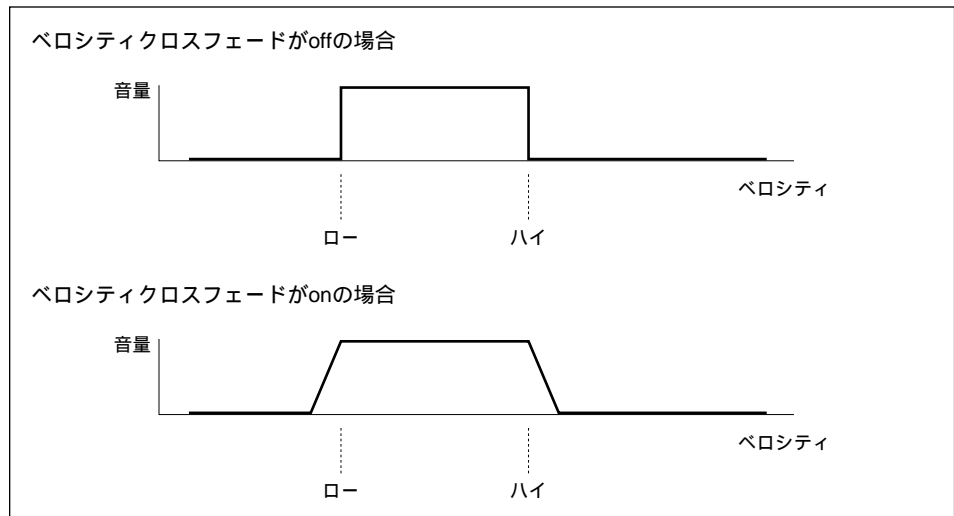 ベロシティクロスフェードがoffの場合
音量
ベロシティ
ロー
ハイ
ベロシティクロスフェードがonの場合
音量
ベロシティ
ロー
ハイ